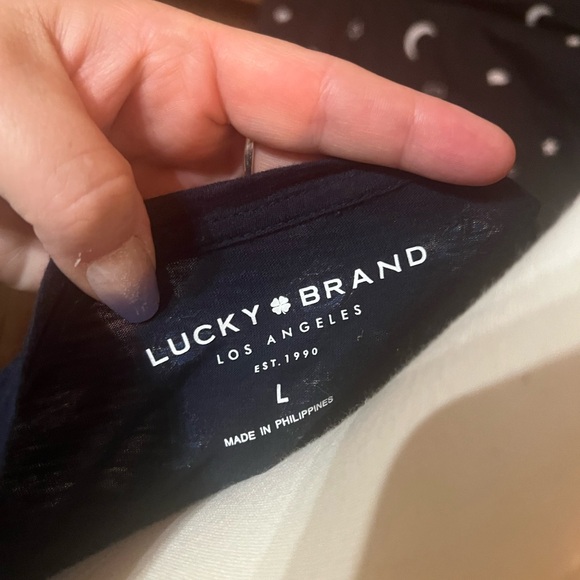 LUCKY BRAND
LOS ANGELES
EST. 1990
L
MADE IN PHILIPPINES